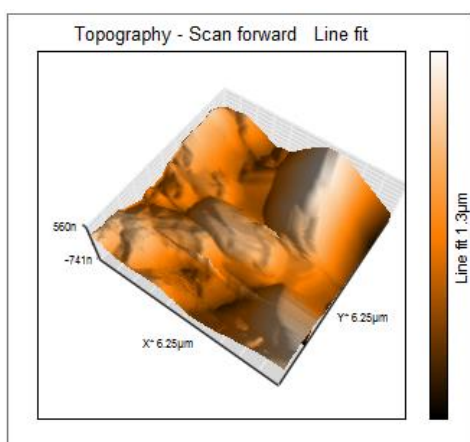 Topography - Scan forward Line fit
560n
-741n
X* 6.25µm
Y* 6.25µm
Line fit 1.3µm